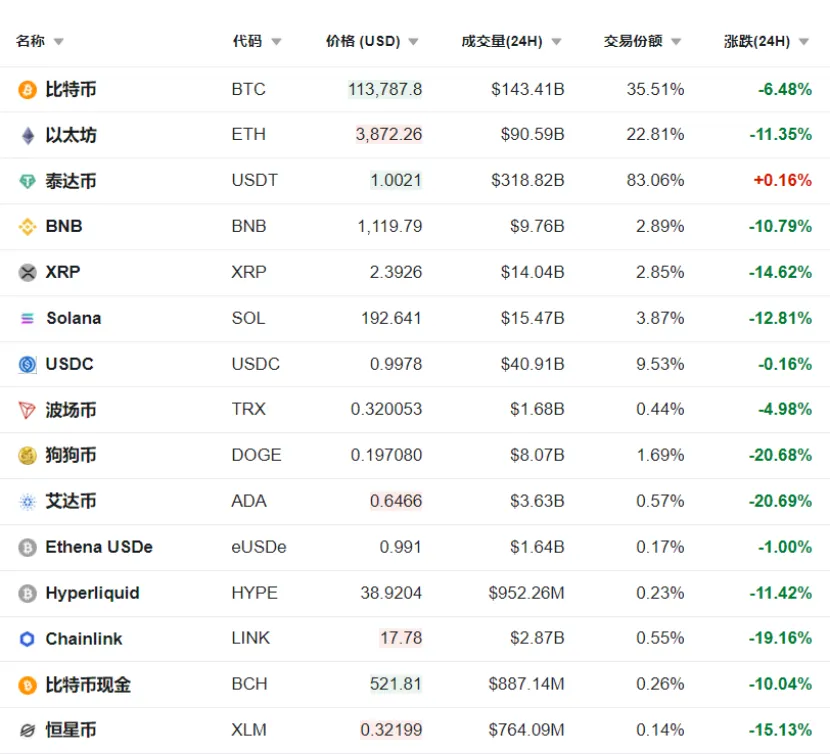 名称 代码 价格 (USD) 成交量(24H) 交易份额 涨跌(24H)
比特币 BTC 113,787.8 $143.41B 35.51% -6.48%
以太坊 ETH 3,872.26 $90.59B 22.81% -11.35%
泰达币 USDT 1.0021 $318.82B 83.06% +0.16%
BNB BNB 1,119.79 $9.76B 2.89% -10.79%
XRP XRP 2.3926 $14.04B 2.85% -14.62%
Solana SOL 192.641 $15.47B 3.87% -12.81%
USDC USDC 0.9978 $40.91B 9.53% -0.16%
波场币 TRX 0.320053 $1.68B 0.44% -4.98%
狗狗币 DOGE 0.197080 $8.07B 1.69% -20.68%
艾达币 ADA 0.6466 $3.63B 0.57% -20.69%
Ethena USDe eUSDe 0.991 $1.64B 0.17% -1.00%
Hyperliquid HYPE 38.9204 $952.26M 0.23% -11.42%
Chainlink LINK 17.78 $2.87B 0.55% -19.16%
比特币现金 BCH 521.81 $887.14M 0.26% -10.04%
恒星币 XLM 0.32199 $764.09M 0.14% -15.13%